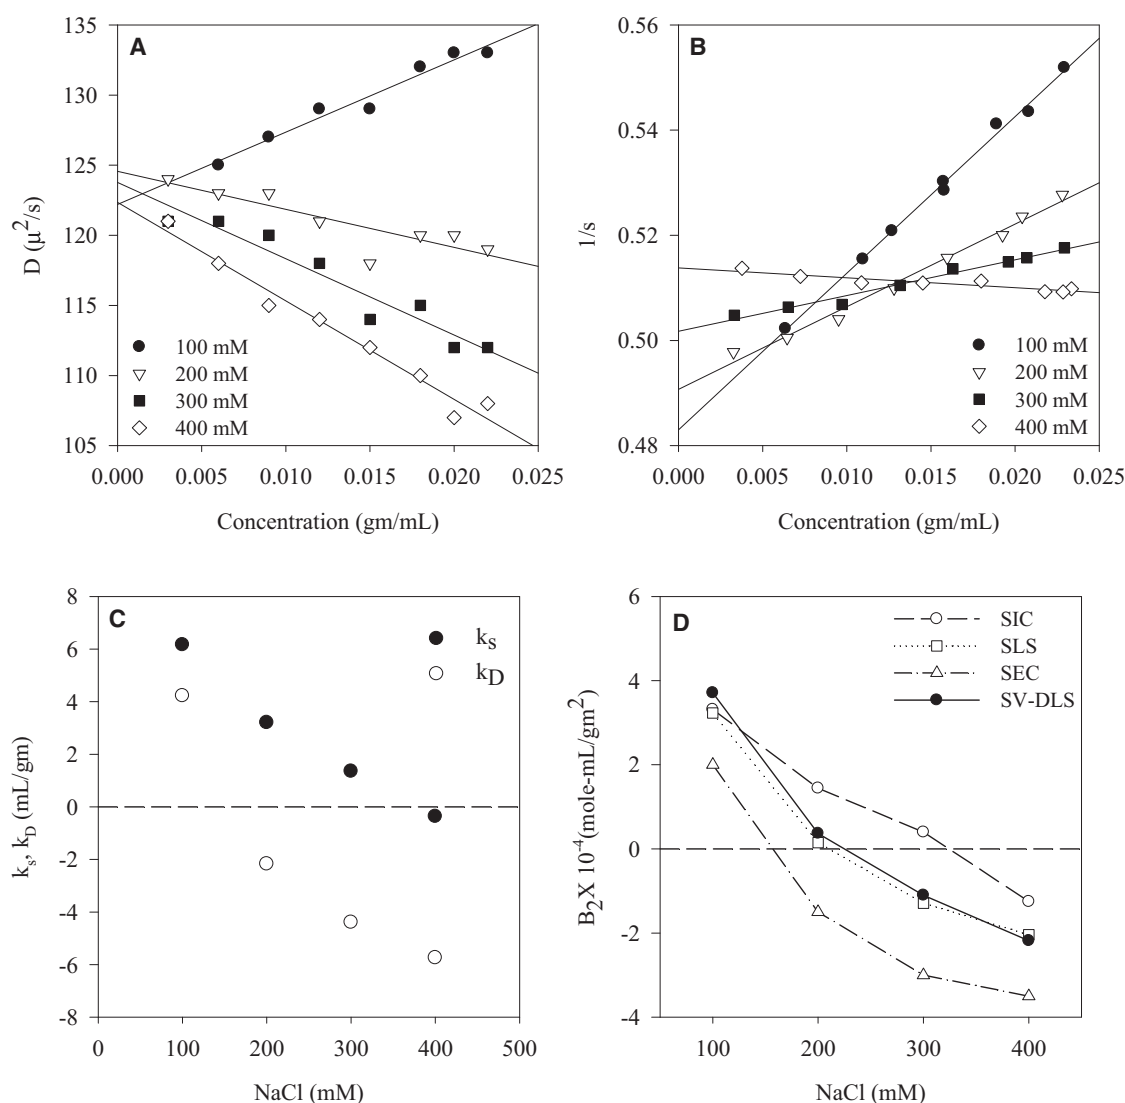 A
D (μ²/s)
135
130
125
120
115
110
105
100 mM
200 mM
300 mM
400 mM
0.000 0.005 0.010 0.015 0.020 0.025
Concentration (gm/mL)
B
1/s
0.56
0.54
0.52
0.50
0.48
100 mM
200 mM
300 mM
400 mM
0.000 0.005 0.010 0.015 0.020 0.025
Concentration (gm/mL)
C
kₛ, k_D (mL/gm)
8
6
4
2
0
-2
-4
-6
-8
kₛ
k_D
0 100 200 300 400 500
NaCl (mM)
D
B₂X 10⁻⁴(mole-mL/gm²)
6
4
2
0
-2
-4
SIC
SLS
SEC
SV-DLS
100 200 300 400
NaCl (mM)